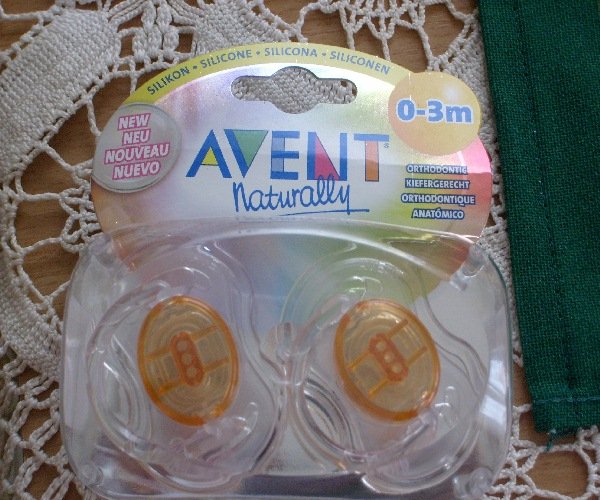 SILIKON • SILICONE • SILICONA • SILICONEN
0-3m
NEW
NEU
NOUVEAU
NUEVO
AVENT
Naturally
ORTHODONTIC
KIEFERGERECHT
ORTHODONTIQUE
ANATÓMICO